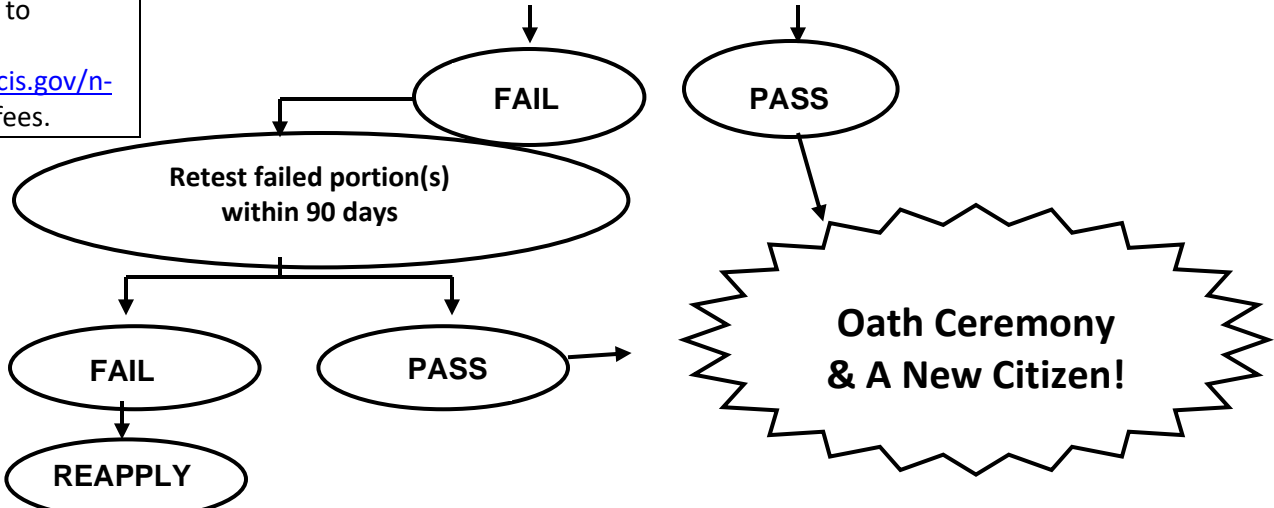 to
cis.gov/n-
fees.
FAIL
PASS
Retest failed portion(s)
within 90 days
Oath Ceremony
& A New Citizen!
FAIL
PASS
REAPPLY